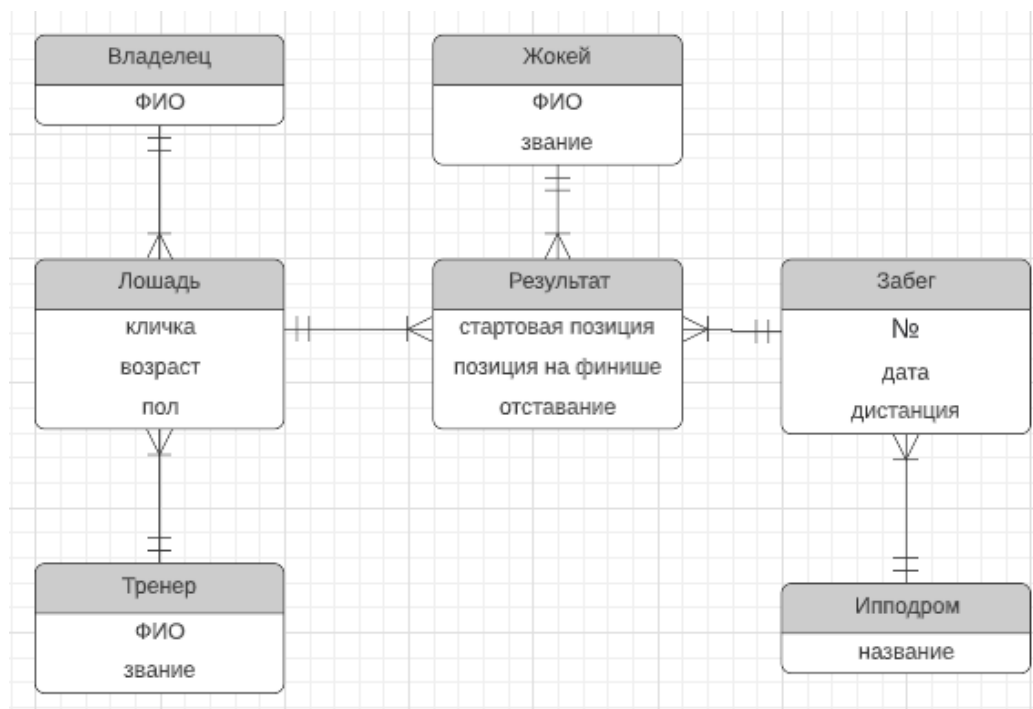 Владелец
ФИО
Жокей
ФИО
звание
Лошадь
кличка
возраст
пол
Результат
стартовая позиция
позиция на финише
отставание
Забег
№
дата
дистанция
Тренер
ФИО
звание
Ипподром
название